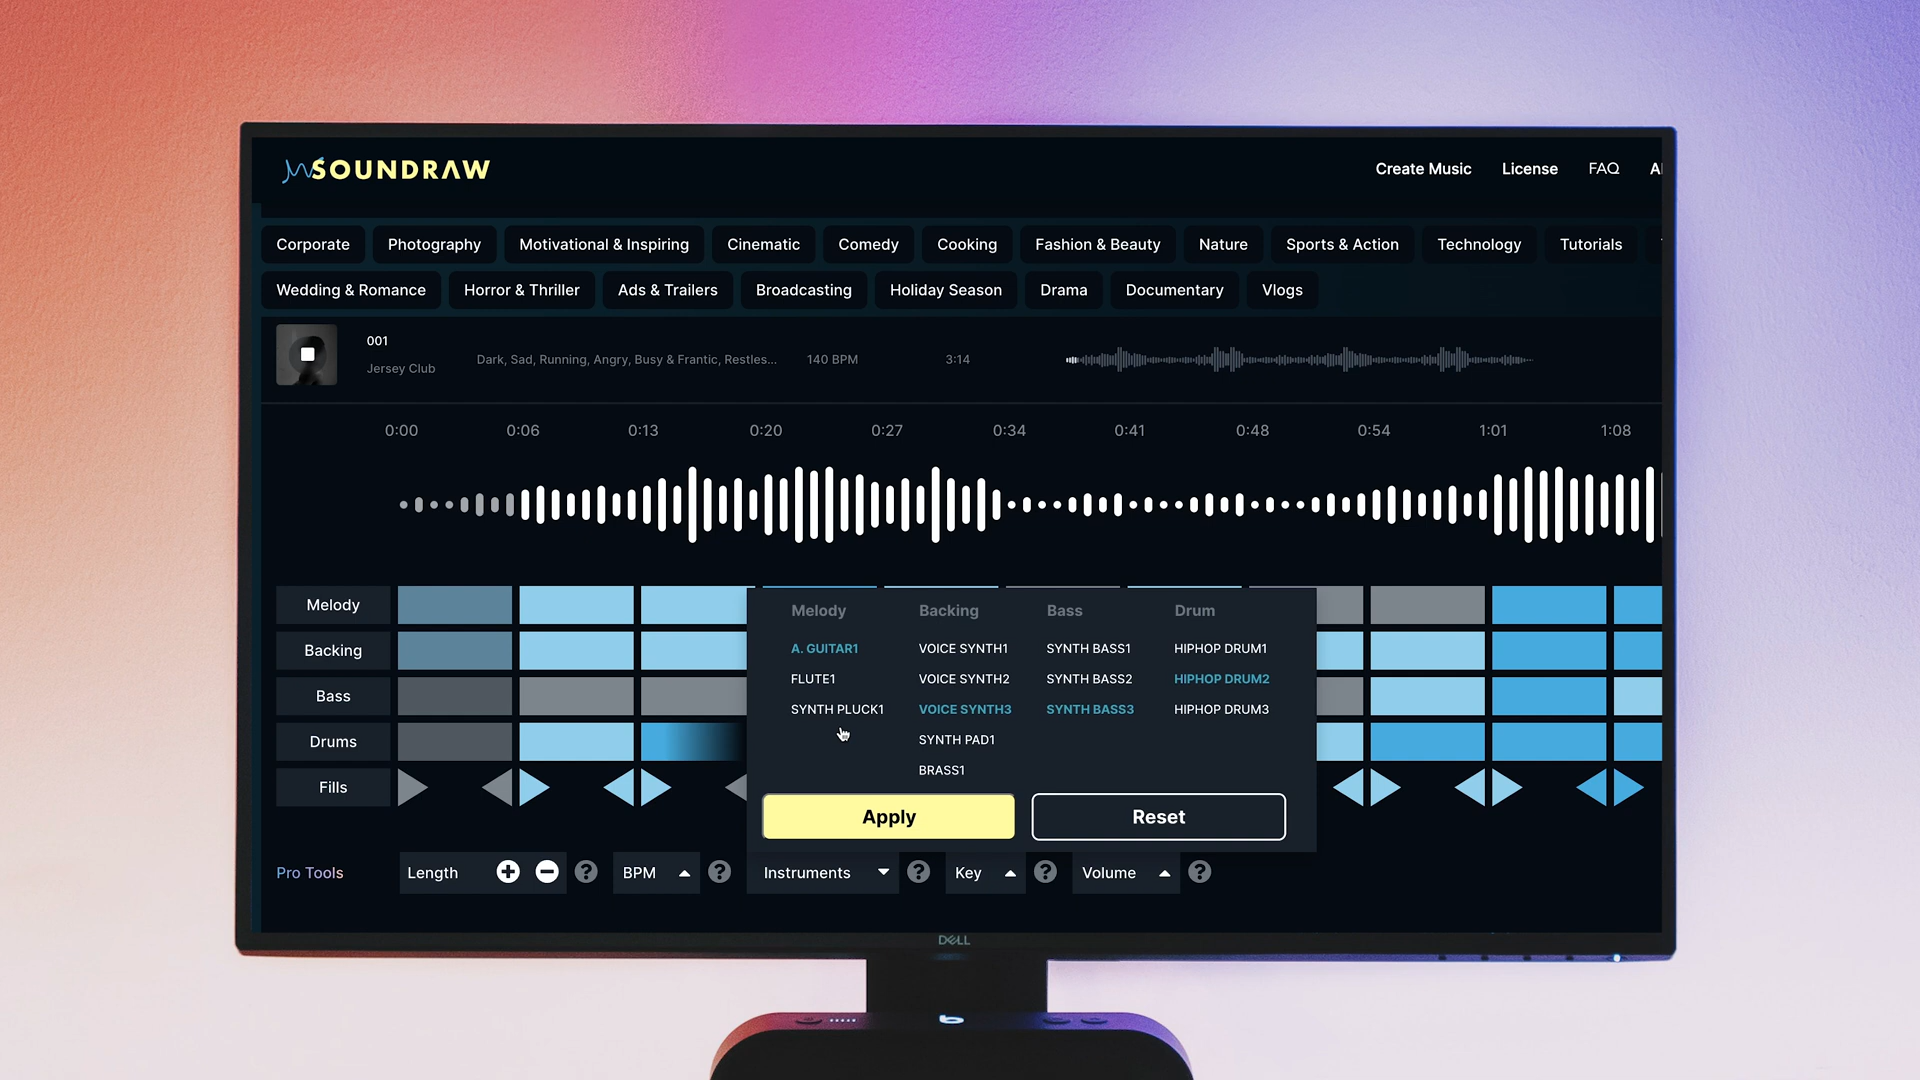 SOUNDRAW
Create Music License FAQ
Corporate Photography Motivational & Inspiring Cinematic Comedy Cooking Fashion & Beauty Nature Sports & Action Technology Tutorials
Wedding & Romance Horror & Thriller Ads & Trailers Broadcasting Holiday Season Drama Documentary Vlogs
001
Jersey Club
Dark, Sad, Running, Angry, Busy & Frantic, Restles... 140 BPM 3:14
0:00 0:06 0:13 0:20 0:27 0:34 0:41 0:48 0:54 1:01 1:08
Melody
Backing
Bass
Drums
Fills
Melody Backing Bass Drum
A. GUITAR1 VOICE SYNTH1 SYNTH BASS1 HIPHOP DRUM1
FLUTE1 VOICE SYNTH2 SYNTH BASS2 HIPHOP DRUM2
SYNTH PLUCK1 VOICE SYNTH3 SYNTH BASS3 HIPHOP DRUM3
SYNTH PAD1
BRASS1
Apply Reset
Pro Tools Length ? BPM ? Instruments ? Key ? Volume ?
DELL